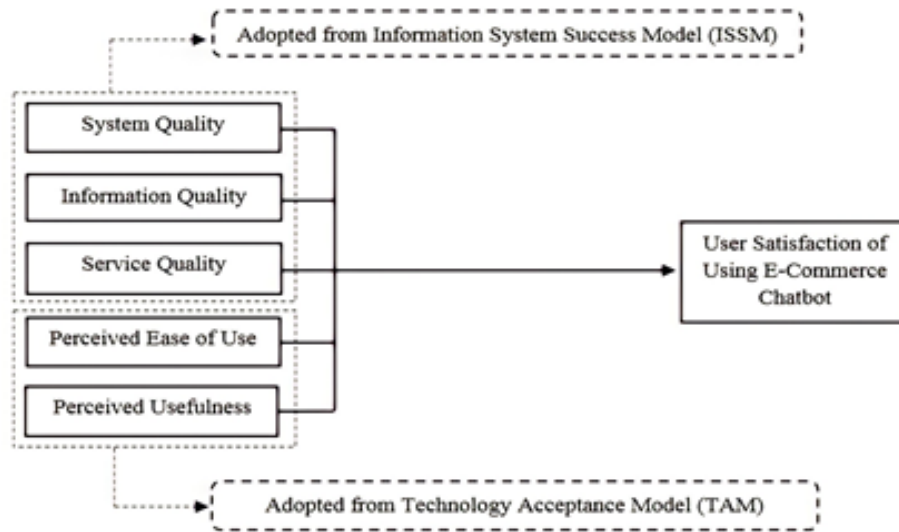 Adopted from Information System Success Model (ISSM)
System Quality
Information Quality
Service Quality
Perceived Ease of Use
Perceived Usefulness
User Satisfaction of
Using E-Commerce
Chatbot
Adopted from Technology Acceptance Model (TAM)